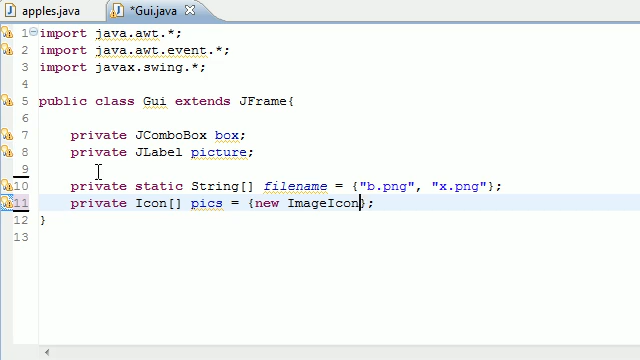 apples.java
*Gui.java
1 import java.awt.*;
2 import java.awt.event.*;
3 import javax.swing.*;
4
5 public class Gui extends JFrame{
6
7 private JComboBox box;
8 private JLabel picture;
9
10 private static String[] filename = {"b.png", "x.png"};
11 private Icon[] pics = {new ImageIcon};
12 }
13